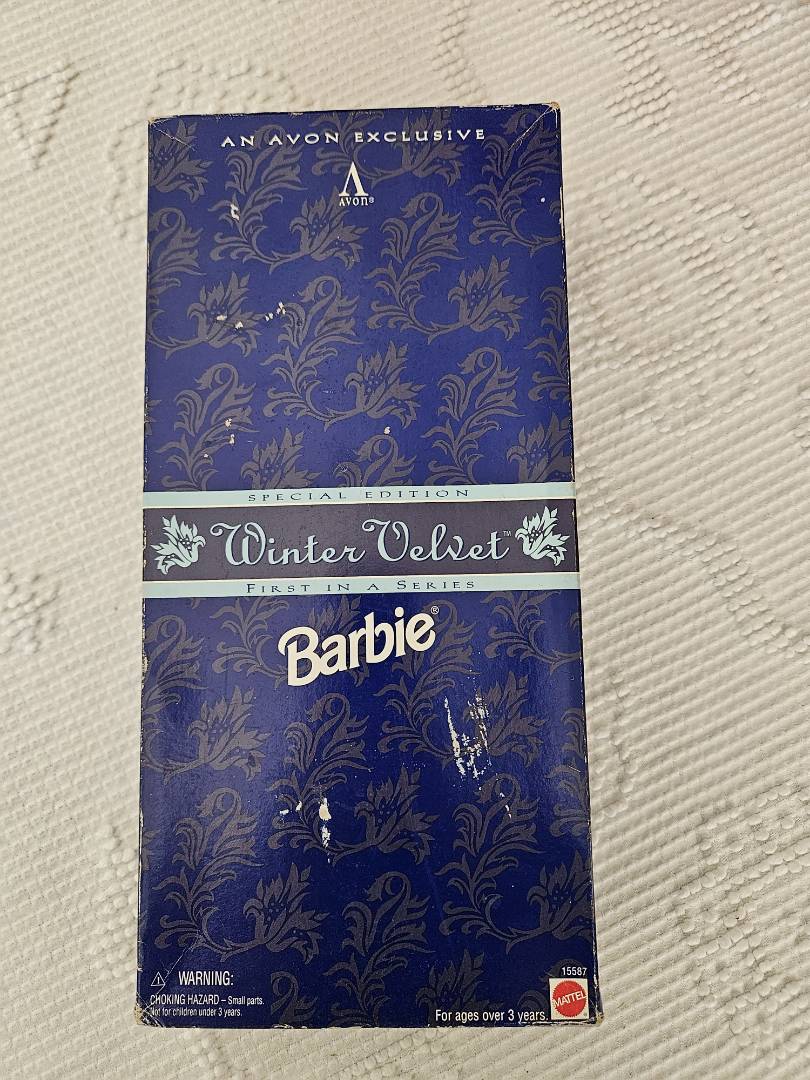 AN AVON EXCLUSIVE
AVON®
SPECIAL EDITION
Winter Velvet™
FIRST IN A SERIES
Barbie®
WARNING:
CHOKING HAZARD – Small parts.
Not for children under 3 years.
15587
For ages over 3 years.
MATTEL